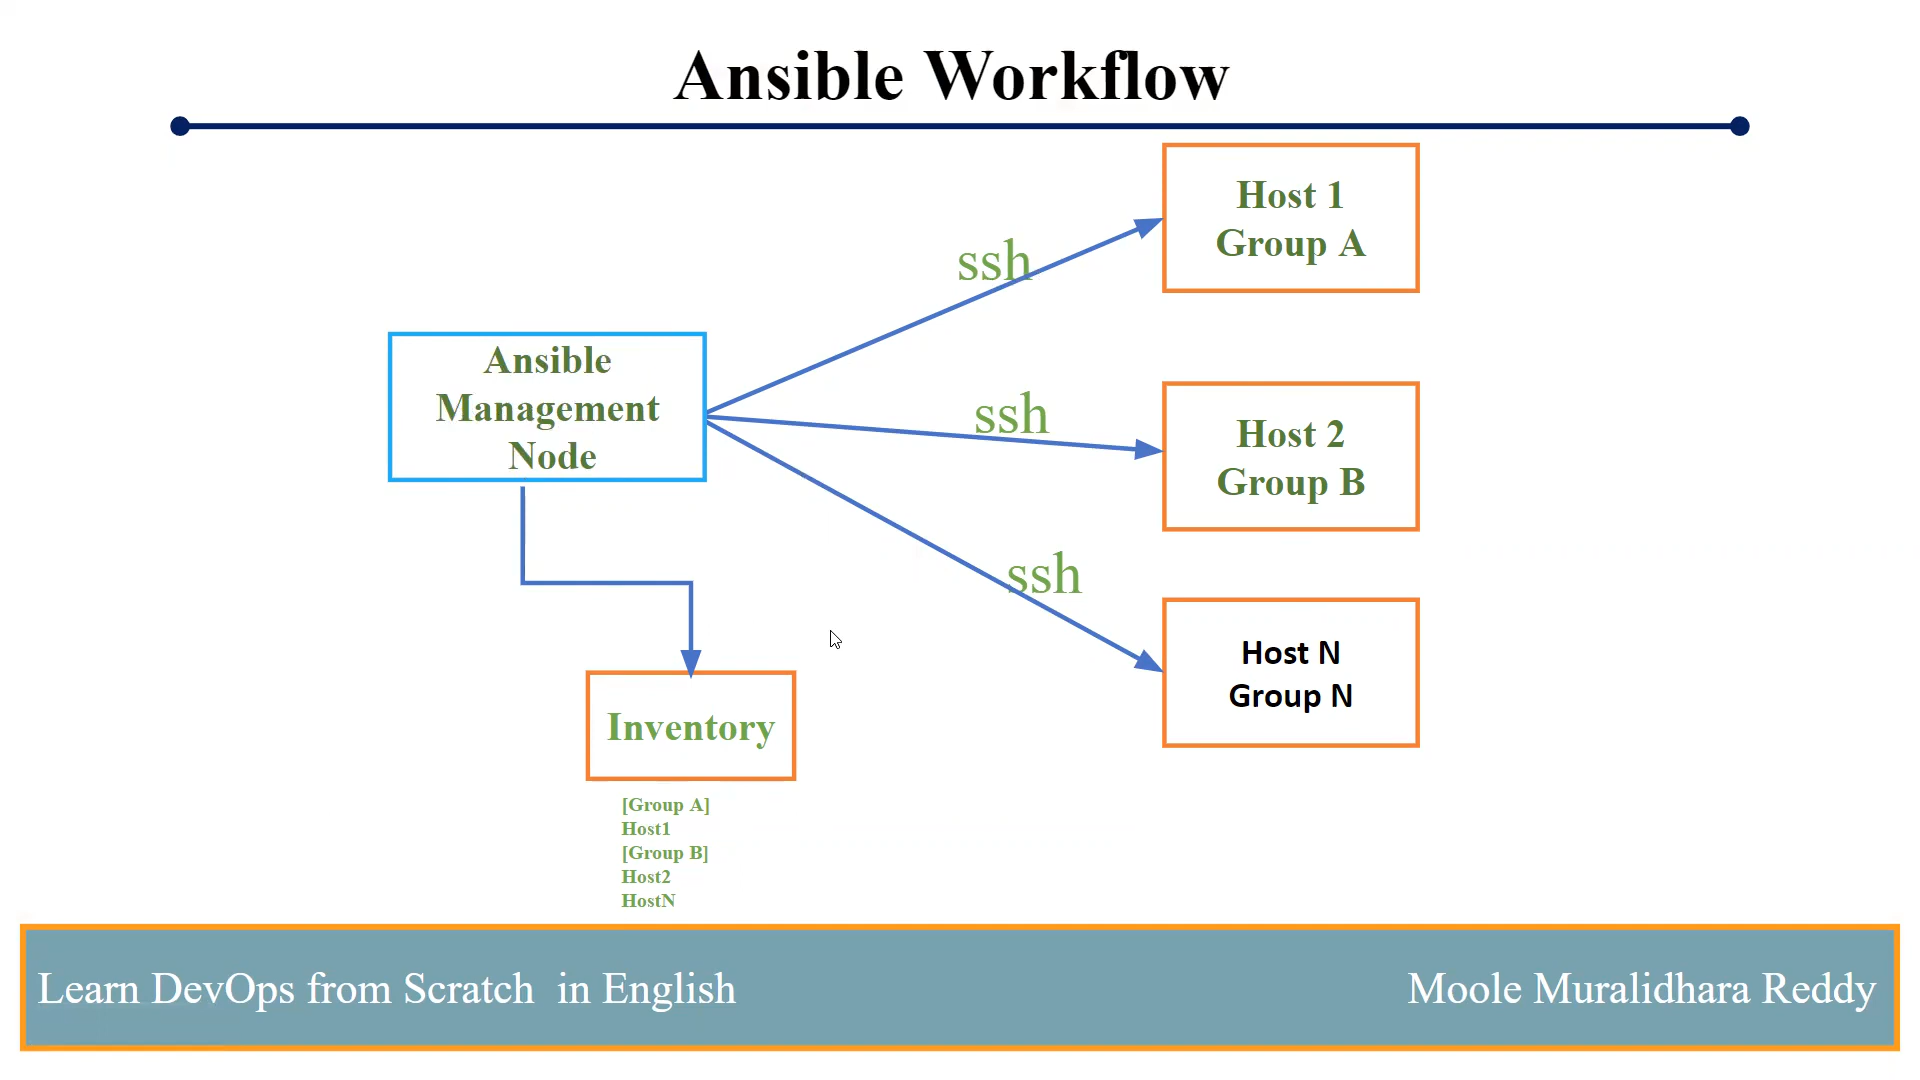 Ansible Workflow
Host 1
Group A
ssh
Ansible
Management
Node
ssh
Host 2
Group B
ssh
Host N
Group N
Inventory
[Group A]
Host1
[Group B]
Host2
HostN
Learn DevOps from Scratch  in English
Moole Muralidhara Reddy